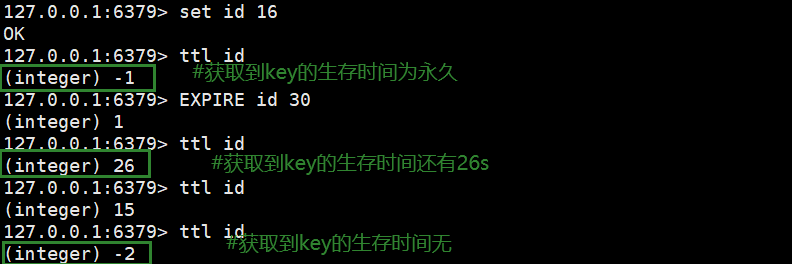 127.0.0.1:6379> set id 16
OK
127.0.0.1:6379> ttl id
(integer) -1 #获取到key的生存时间为永久
127.0.0.1:6379> EXPIRE id 30
(integer) 1
127.0.0.1:6379> ttl id
(integer) 26 #获取到key的生存时间还有26s
127.0.0.1:6379> ttl id
(integer) 15
127.0.0.1:6379> ttl id #获取到key的生存时间无
(integer) -2